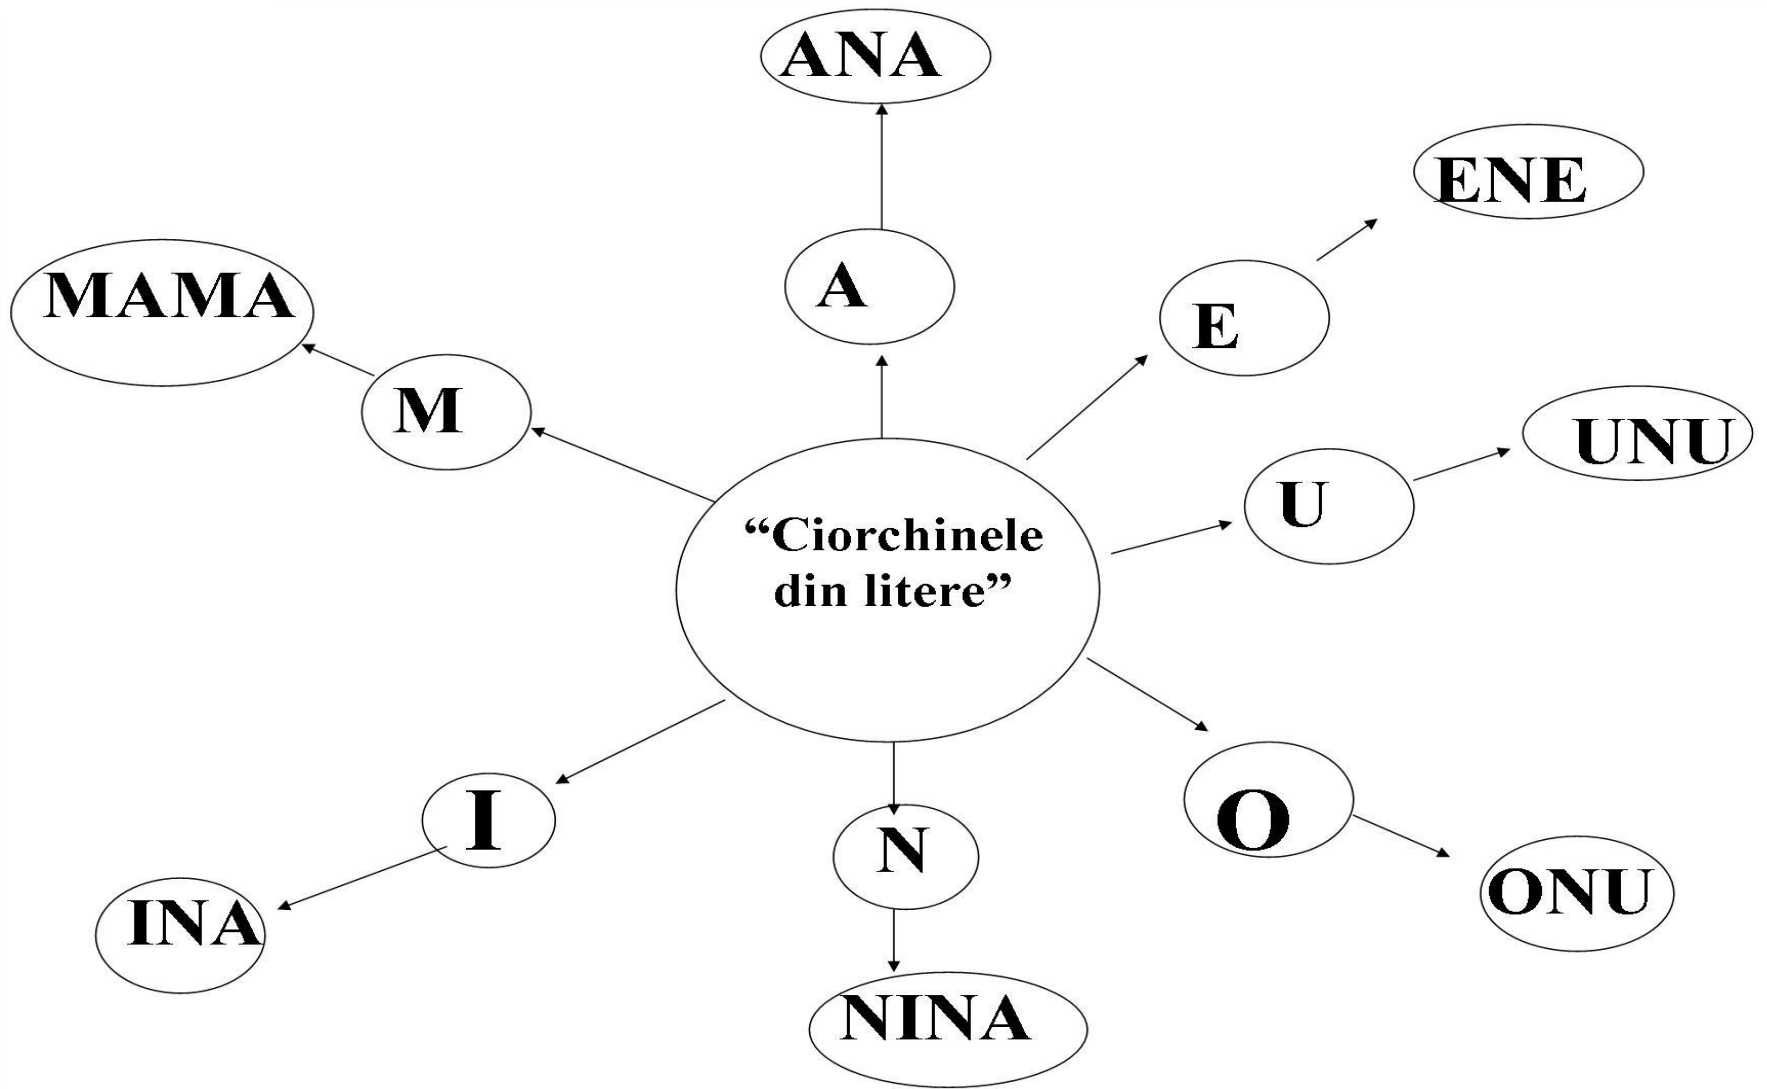 ANA
ENE
A
MAMA
E
M
UNU
U
“Ciorchinele
din litere”
I
N
O
INA
ONU
NINA